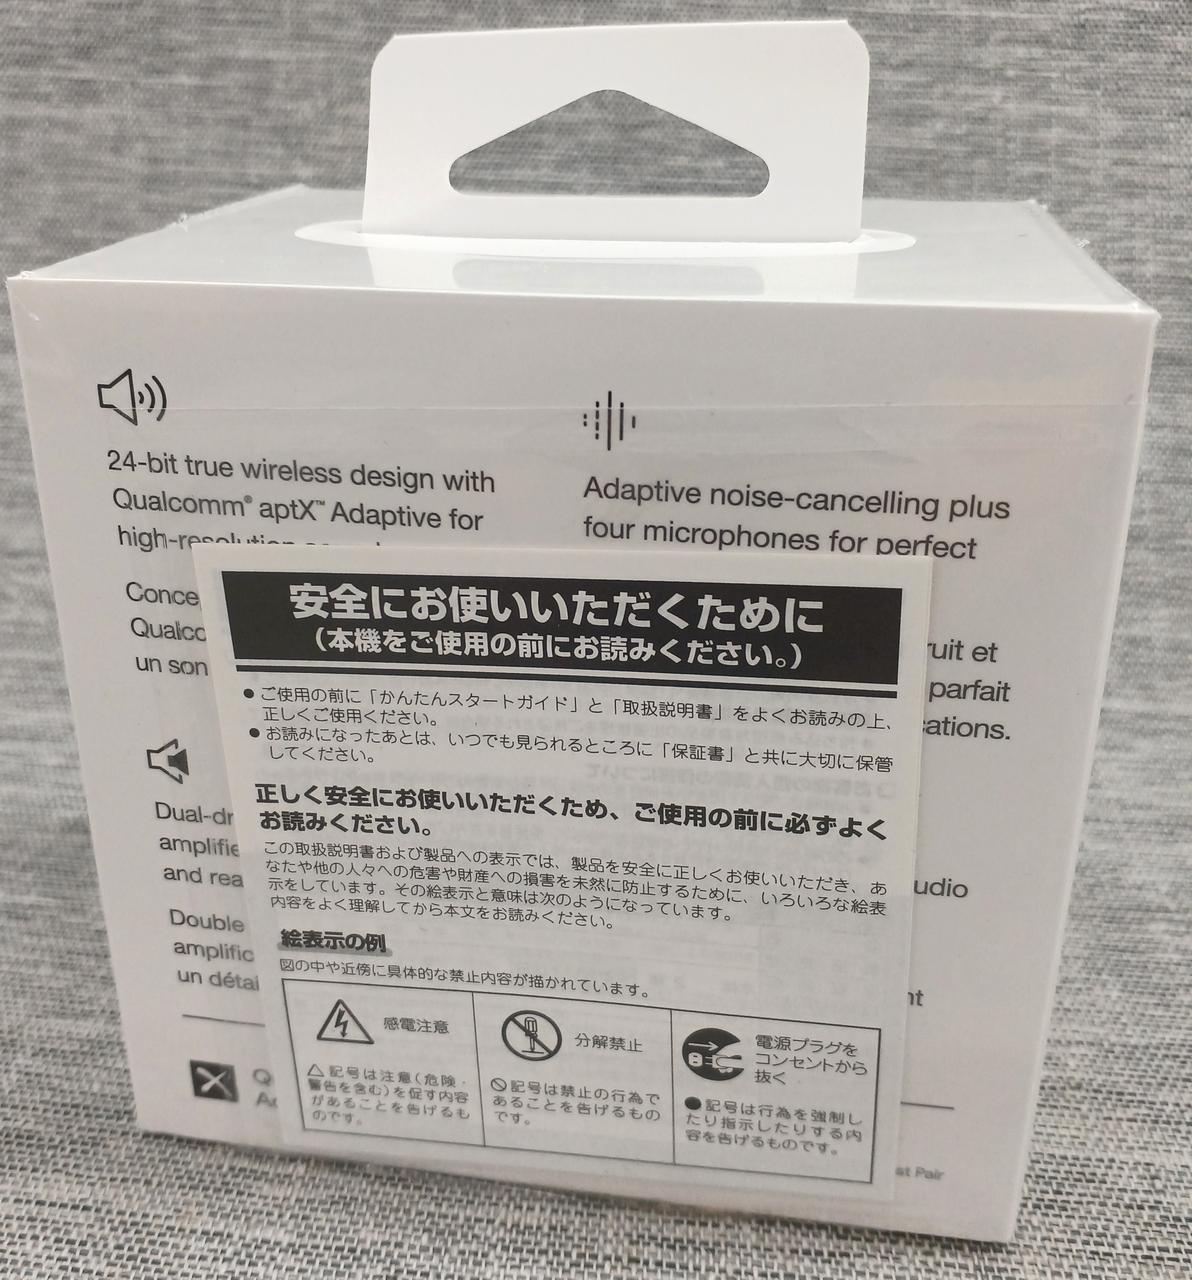 24-bit true wireless design with
Qualcomm® aptX™ Adaptive for
high-resolution
Adaptive noise-cancelling plus
four microphones for perfect
Conce
Qualco
un son
ruit et
parfait
cations.
Dual-dr
amplifie
and rea
udio
Double
amplific
un détai
nt
安全にお使いいただくために
（本機をご使用の前にお読みください。）
● ご使用の前に「かんたんスタートガイド」と「取扱説明書」をよくお読みの上、
正しくご使用ください。
● お読みになったあとは、いつでも見られるところに「保証書」と共に大切に保管
してください。
正しく安全にお使いいただくため、ご使用の前に必ずよく
お読みください。
この取扱説明書および製品への表示では、製品を安全に正しくお使いいただき、あ
なたや他の人々への危害や財産への損害を未然に防止するために、いろいろな絵表
示をしています。その絵表示と意味は次のようになっています。
内容をよく理解してから本文をお読みください。
絵表示の例
図の中や近傍に具体的な禁止内容が描かれています。
感電注意
△記号は注意(危険・
警告を含む)を促す内容
があることを告げるも
のです。
分解禁止
⃠記号は禁止の行為で
あることを告げるもの
です。
電源プラグを
コンセントから
抜く
●記号は行為を強制し
たり指示したりする内
容を告げるものです。
Q
A
st Pair